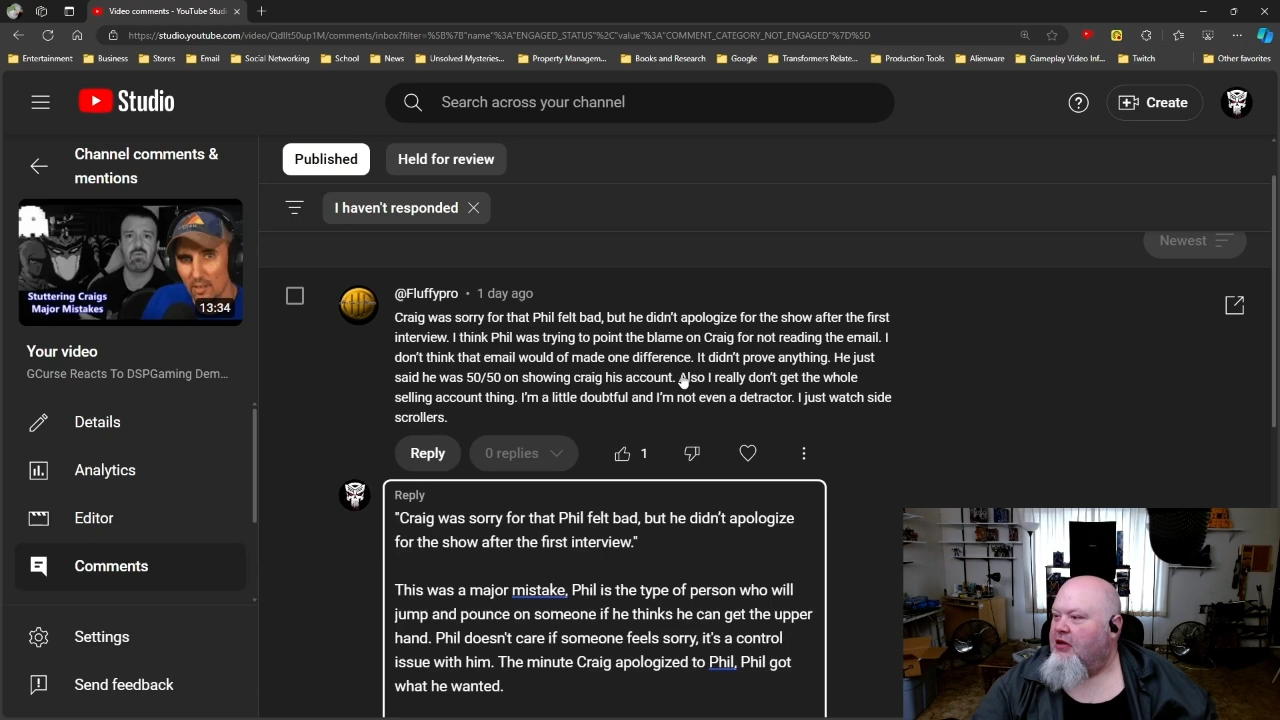 Video comments - YouTube Studi
https://studio.youtube.com/video/QdIlt50up1M/comments/inbox?filter=%5B%7B"name"%3A"ENGAGED_STATUS"%2C"value"%3A"COMMENT_CATEGORY_NOT_ENGAGED"%7D%5D
Entertainment Business Stores Email Social Networking School News Unsolved Mysteries... Property Managem... Books and Research Google Transformers Relate... Production Tools Alienware Gameplay Video Inf... Twitch Other favorites
Studio
Search across your channel
Create
Channel comments &
mentions
Stuttering Craigs
Major Mistakes
13:34
Your video
GCurse Reacts To DSPGaming Dem...
Details
Analytics
Editor
Comments
Settings
Send feedback
Published Held for review
I haven't responded
Newest
@Fluffypro • 1 day ago
Craig was sorry for that Phil felt bad, but he didn't apologize for the show after the first
interview. I think Phil was trying to point the blame on Craig for not reading the email. I
don't think that email would of made one difference. It didn't prove anything. He just
said he was 50/50 on showing craig his account. Also I really don't get the whole
selling account thing. I'm a little doubtful and I'm not even a detractor. I just watch side
scrollers.
Reply 0 replies 1
Reply
"Craig was sorry for that Phil felt bad, but he didn't apologize
for the show after the first interview."
This was a major mistake, Phil is the type of person who will
jump and pounce on someone if he thinks he can get the upper
hand. Phil doesn't care if someone feels sorry, it's a control
issue with him. The minute Craig apologized to Phil, Phil got
what he wanted.